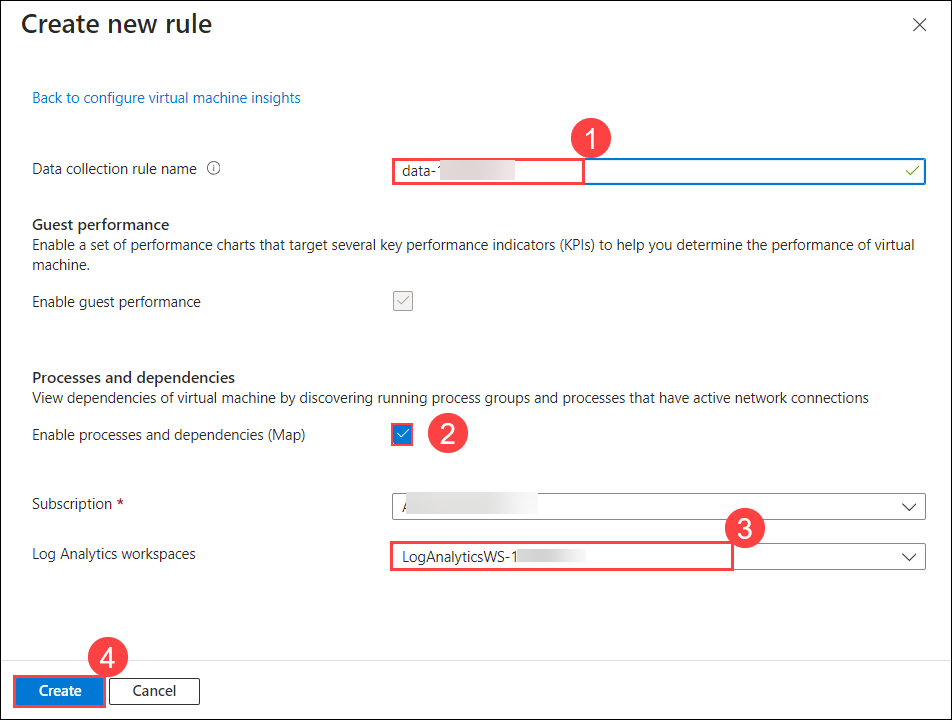 Create new rule
Back to configure virtual machine insights
1
Data collection rule name
data-1
Guest performance
Enable a set of performance charts that target several key performance indicators (KPIs) to help you determine the performance of virtual
machine.
Enable guest performance
Processes and dependencies
View dependencies of virtual machine by discovering running process groups and processes that have active network connections
Enable processes and dependencies (Map) 2
Subscription *
3
Log Analytics workspaces LogAnalyticsWS-1
4
Create Cancel